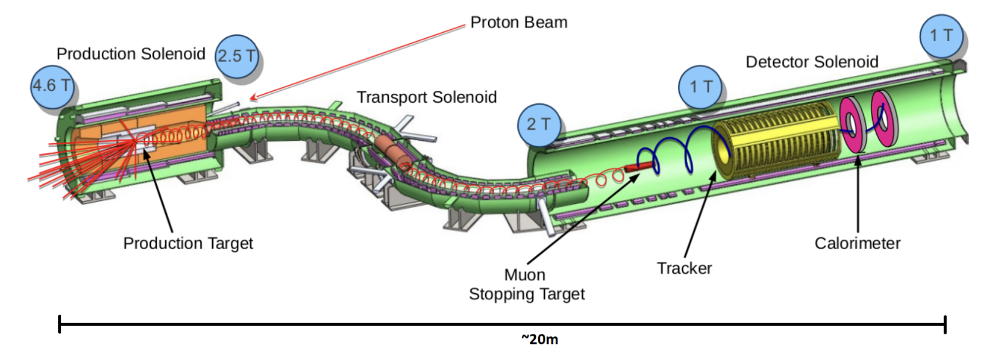 Proton Beam
Production Solenoid
2.5 T
4.6 T
Transport Solenoid
2 T
1 T
Detector Solenoid
1 T
Production Target
Muon
Stopping Target
Tracker
Calorimeter
~20m